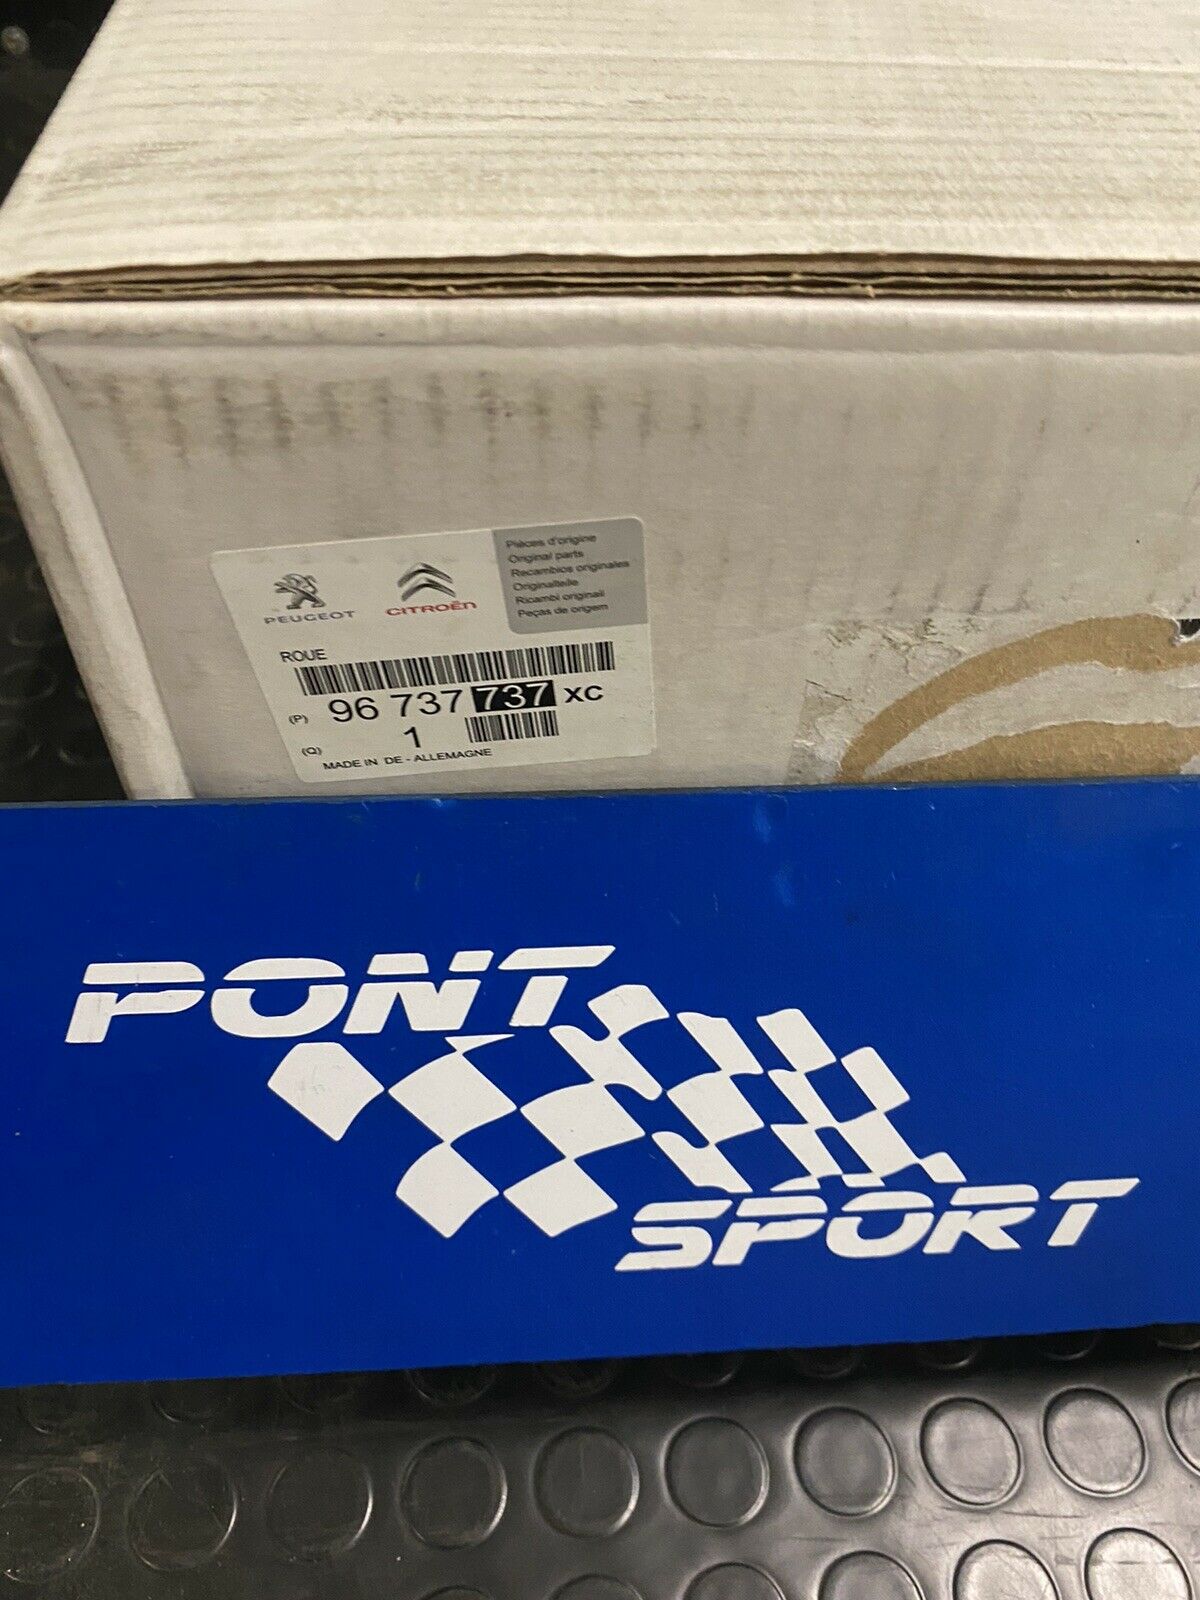 PEUGEOT
CITROËN
Pièces d'origine
Original parts
Recambios originales
Originalteile
Ricambi originali
Peças de origem
ROUE
(P) 96 737 737 XC
(Q) 1
MADE IN DE - ALLEMAGNE
PONT
SPORT